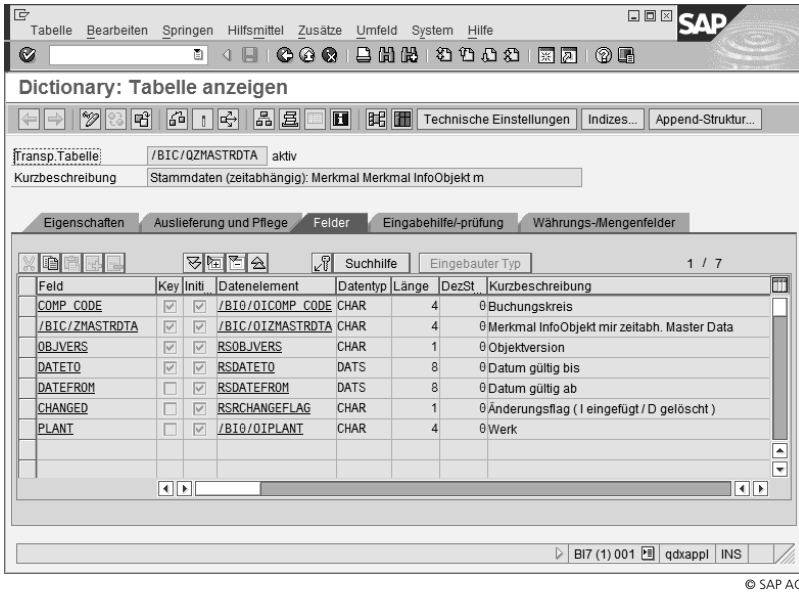 Tabelle Bearbeiten Springen Hilfsmittel Zusätze Umfeld System Hilfe
SAP
Dictionary: Tabelle anzeigen
Technische Einstellungen Indizes... Append-Struktur...
Transp.Tabelle /BIC/QZMASTRDTA aktiv
Kurzbeschreibung Stammdaten (zeitabhängig): Merkmal Merkmal InfoObjekt m
Eigenschaften Auslieferung und Pflege Felder Eingabehilfe/-prüfung Währungs-/Mengenfelder
Suchhilfe Eingebauter Typ 1 / 7
Feld Key Initi... Datenelement Datentyp Länge DezSt... Kurzbeschreibung
COMP_CODE /BI0/OICOMP_CODE CHAR 4 0 Buchungskreis
/BIC/ZMASTRDTA /BIC/OIZMASTRDTA CHAR 4 0 Merkmal InfoObjekt mir zeitabh. Master Data
OBJVERS RSOBJVERS CHAR 1 0 Objektversion
DATETO RSDATETO DATS 8 0 Datum gültig bis
DATEFROM RSDATEFROM DATS 8 0 Datum gültig ab
CHANGED RSRCHANGEFLAG CHAR 1 0 Änderungsflag ( I eingefügt / D gelöscht )
PLANT /BI0/OIPLANT CHAR 4 0 Werk
BI7 (1) 001 qdxappl INS
© SAP AG